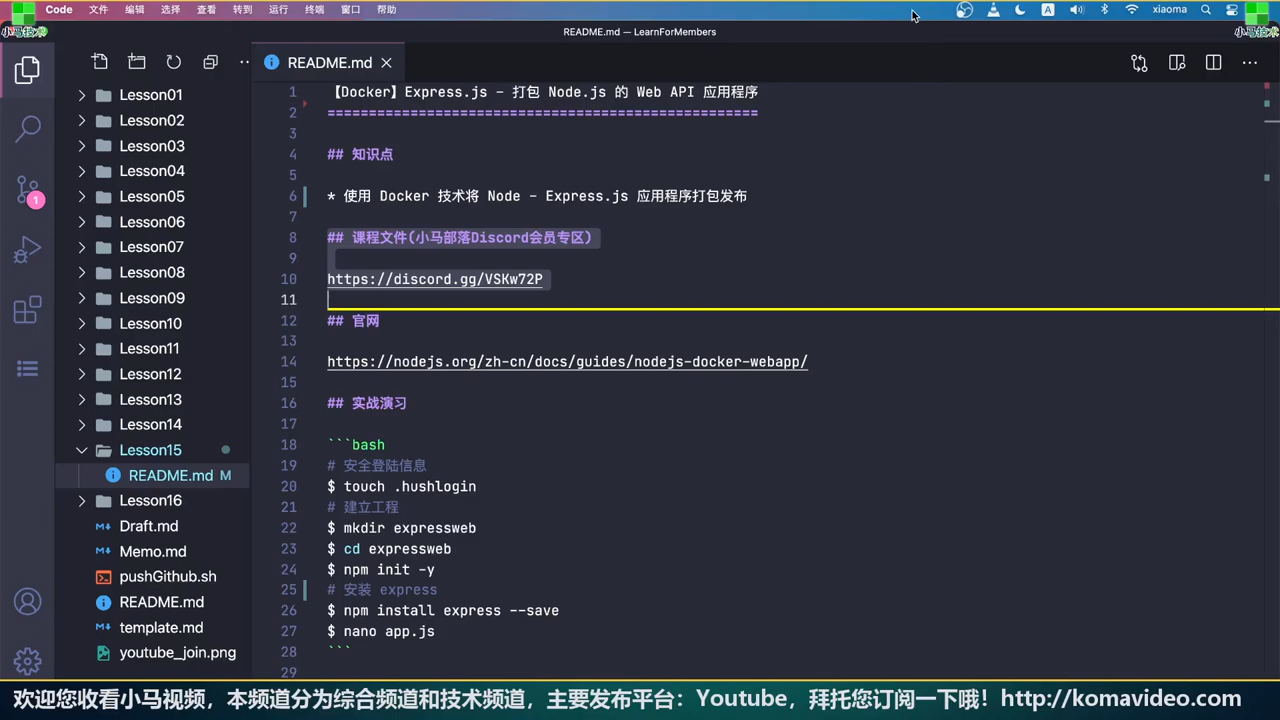 Code 文件 编辑 选择 查看 转到 运行 终端 窗口 帮助 A xiaoma
小马技术
小马技术
README.md — LearnForMembers
README.md
Lesson01
Lesson02
Lesson03
Lesson04
Lesson05
Lesson06
Lesson07
Lesson08
Lesson09
Lesson10
Lesson11
Lesson12
Lesson13
Lesson14
Lesson15
README.md M
Lesson16
Draft.md
Memo.md
pushGithub.sh
README.md
template.md
youtube_join.png
1
1 【Docker】Express.js - 打包 Node.js 的 Web API 应用程序
2 ====================================================
3
4 ## 知识点
5
6 * 使用 Docker 技术将 Node - Express.js 应用程序打包发布
7
8 ## 课程文件(小马部落Discord会员专区)
9
10 https://discord.gg/VSKw72P
11
12 ## 官网
13
14 https://nodejs.org/zh-cn/docs/guides/nodejs-docker-webapp/
15
16 ## 实战演习
17
18 ```bash
19 # 安全登陆信息
20 $ touch .hushlogin
21 # 建立工程
22 $ mkdir expressweb
23 $ cd expressweb
24 $ npm init -y
25 # 安装 express
26 $ npm install express --save
27 $ nano app.js
28 ```
29
欢迎您收看小马视频，本频道分为综合频道和技术频道，主要发布平台：Youtube，拜托您订阅一下哦！http://komavideo.com